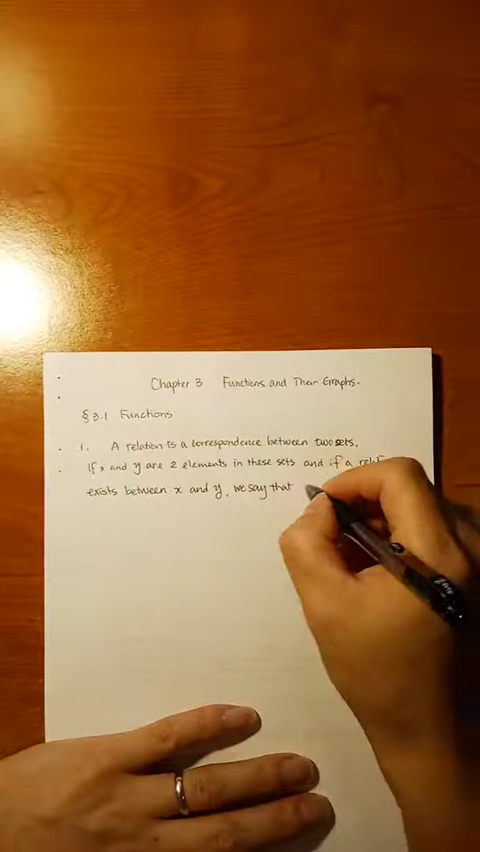 Chapter 3 Functions and Their Graphs.
§3.1 Functions
1. A relation is a correspondence between two sets.
If x and y are 2 elements in these sets and if a
exists between x and y, we say that